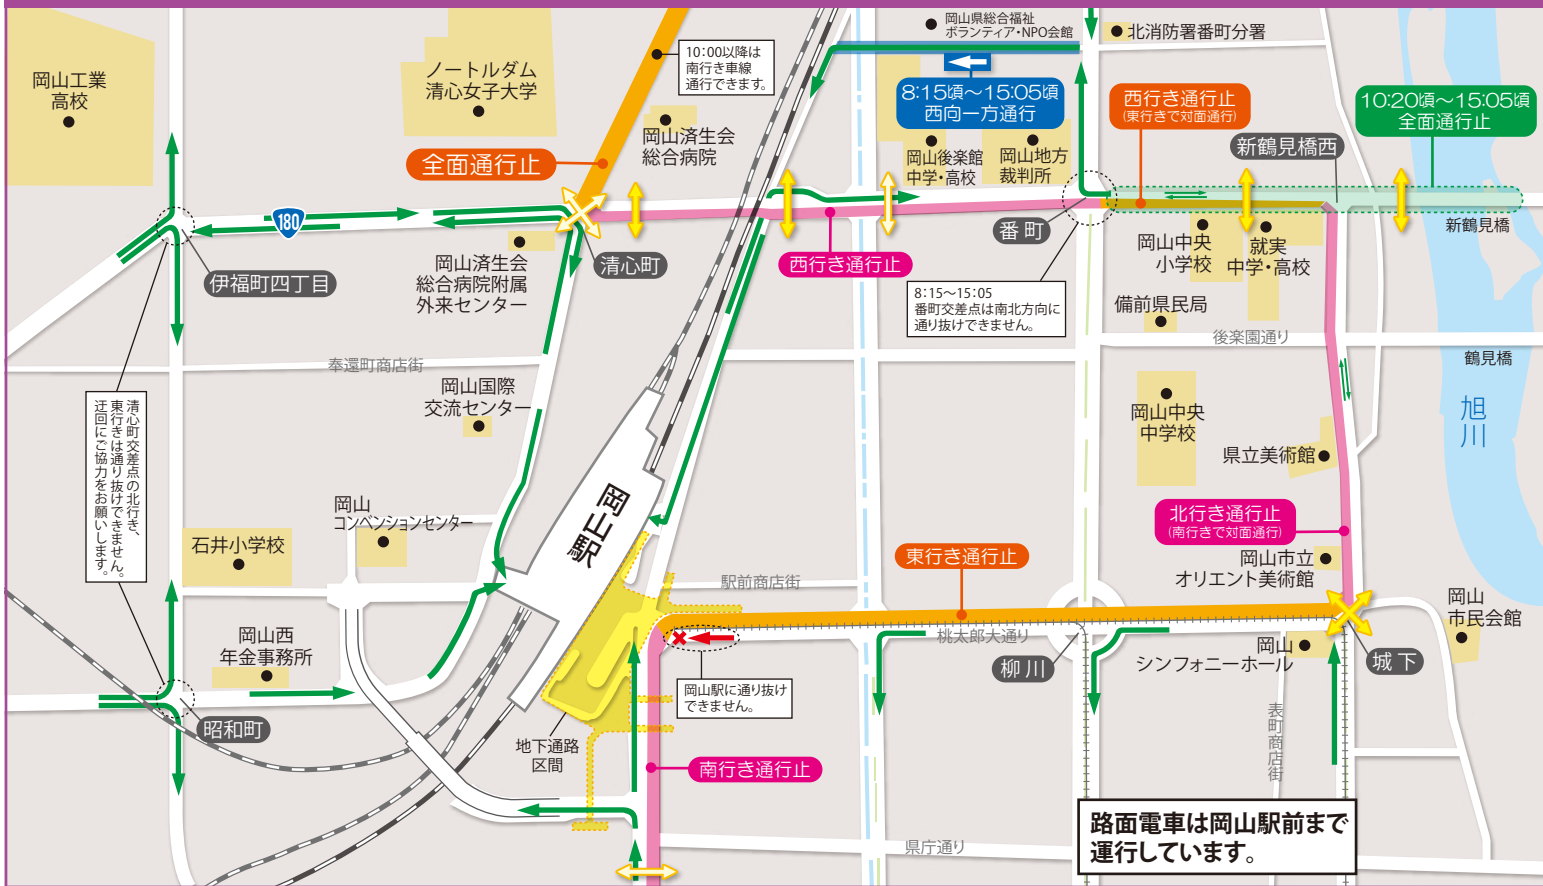 岡山県総合福祉
ボランティア・NPO会館
北消防署番町分署
10:00以降は
南行き車線
通行できます。
岡山工業
高校
ノートルダム
清心女子大学
岡山済生会
総合病院
全面通行止
8:15頃～15:05頃
西向一方通行
西行き通行止
(東行きで対面通行)
10:20頃～15:05頃
全面通行止
岡山後楽館
中学・高校
岡山地方
裁判所
新鶴見橋西
180
番町
岡山中央
小学校
就実
中学・高校
新鶴見橋
伊福町四丁目
岡山済生会
総合病院附属
外来センター
清心町
西行き通行止
8:15～15:05
番町交差点は南北方向に
通り抜けできません。
備前県民局
後楽園通り
鶴見橋
奉還町商店街
岡山国際
交流センター
清心町交差点の北行き、
東行きは通り抜けできません。
迂回にご協力をお願いします。
岡山中央
中学校
旭川
県立美術館
岡山
コンベンションセンター
岡山駅
石井小学校
北行き通行止
(南行きで対面通行)
岡山市立
オリエント美術館
東行き通行止
駅前商店街
岡山
市民会館
岡山西
年金事務所
桃太郎大通り
柳川
岡山
シンフォニーホール
城下
岡山駅に通り抜け
できません。
昭和町
地下通路
区間
表町商店街
南行き通行止
路面電車は岡山駅前まで
運行しています。
県庁通り